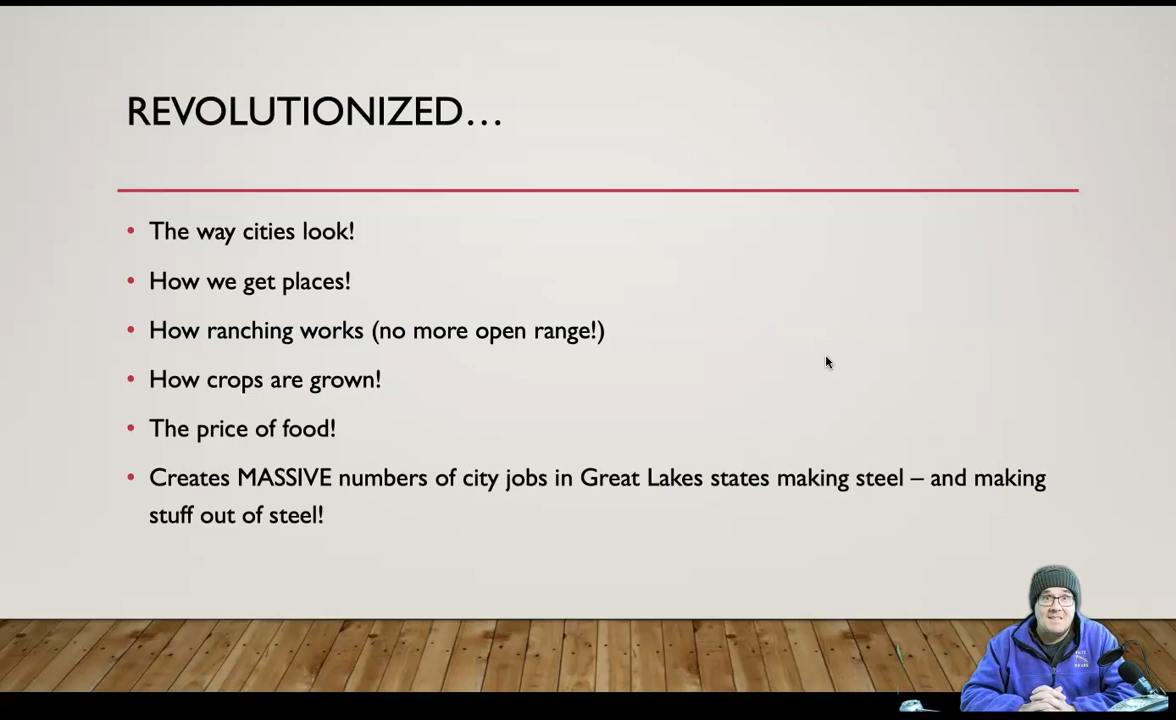 REVOLUTIONIZED...
• The way cities look!
• How we get places!
• How ranching works (no more open range!)
• How crops are grown!
• The price of food!
• Creates MASSIVE numbers of city jobs in Great Lakes states making steel – and making
stuff out of steel!